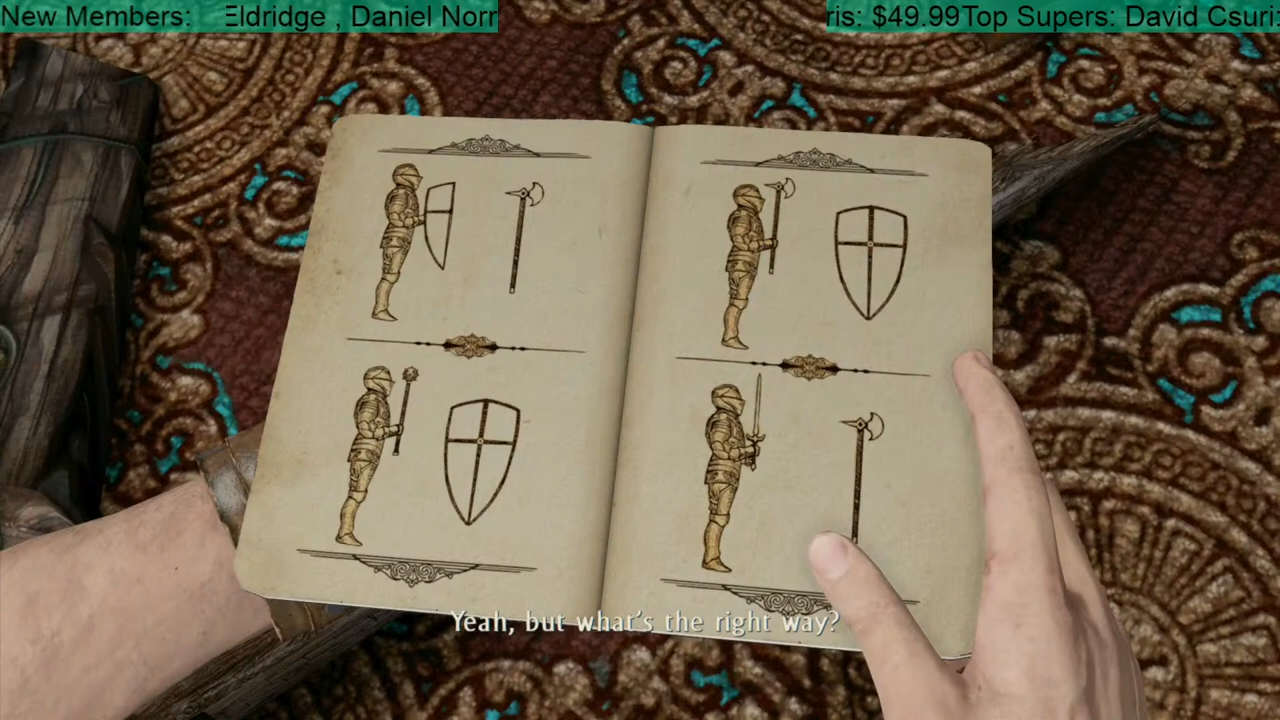 New Members: Eldridge , Daniel Norr
ris: $49.99Top Supers: David Csuri
Yeah, but what's the right way?